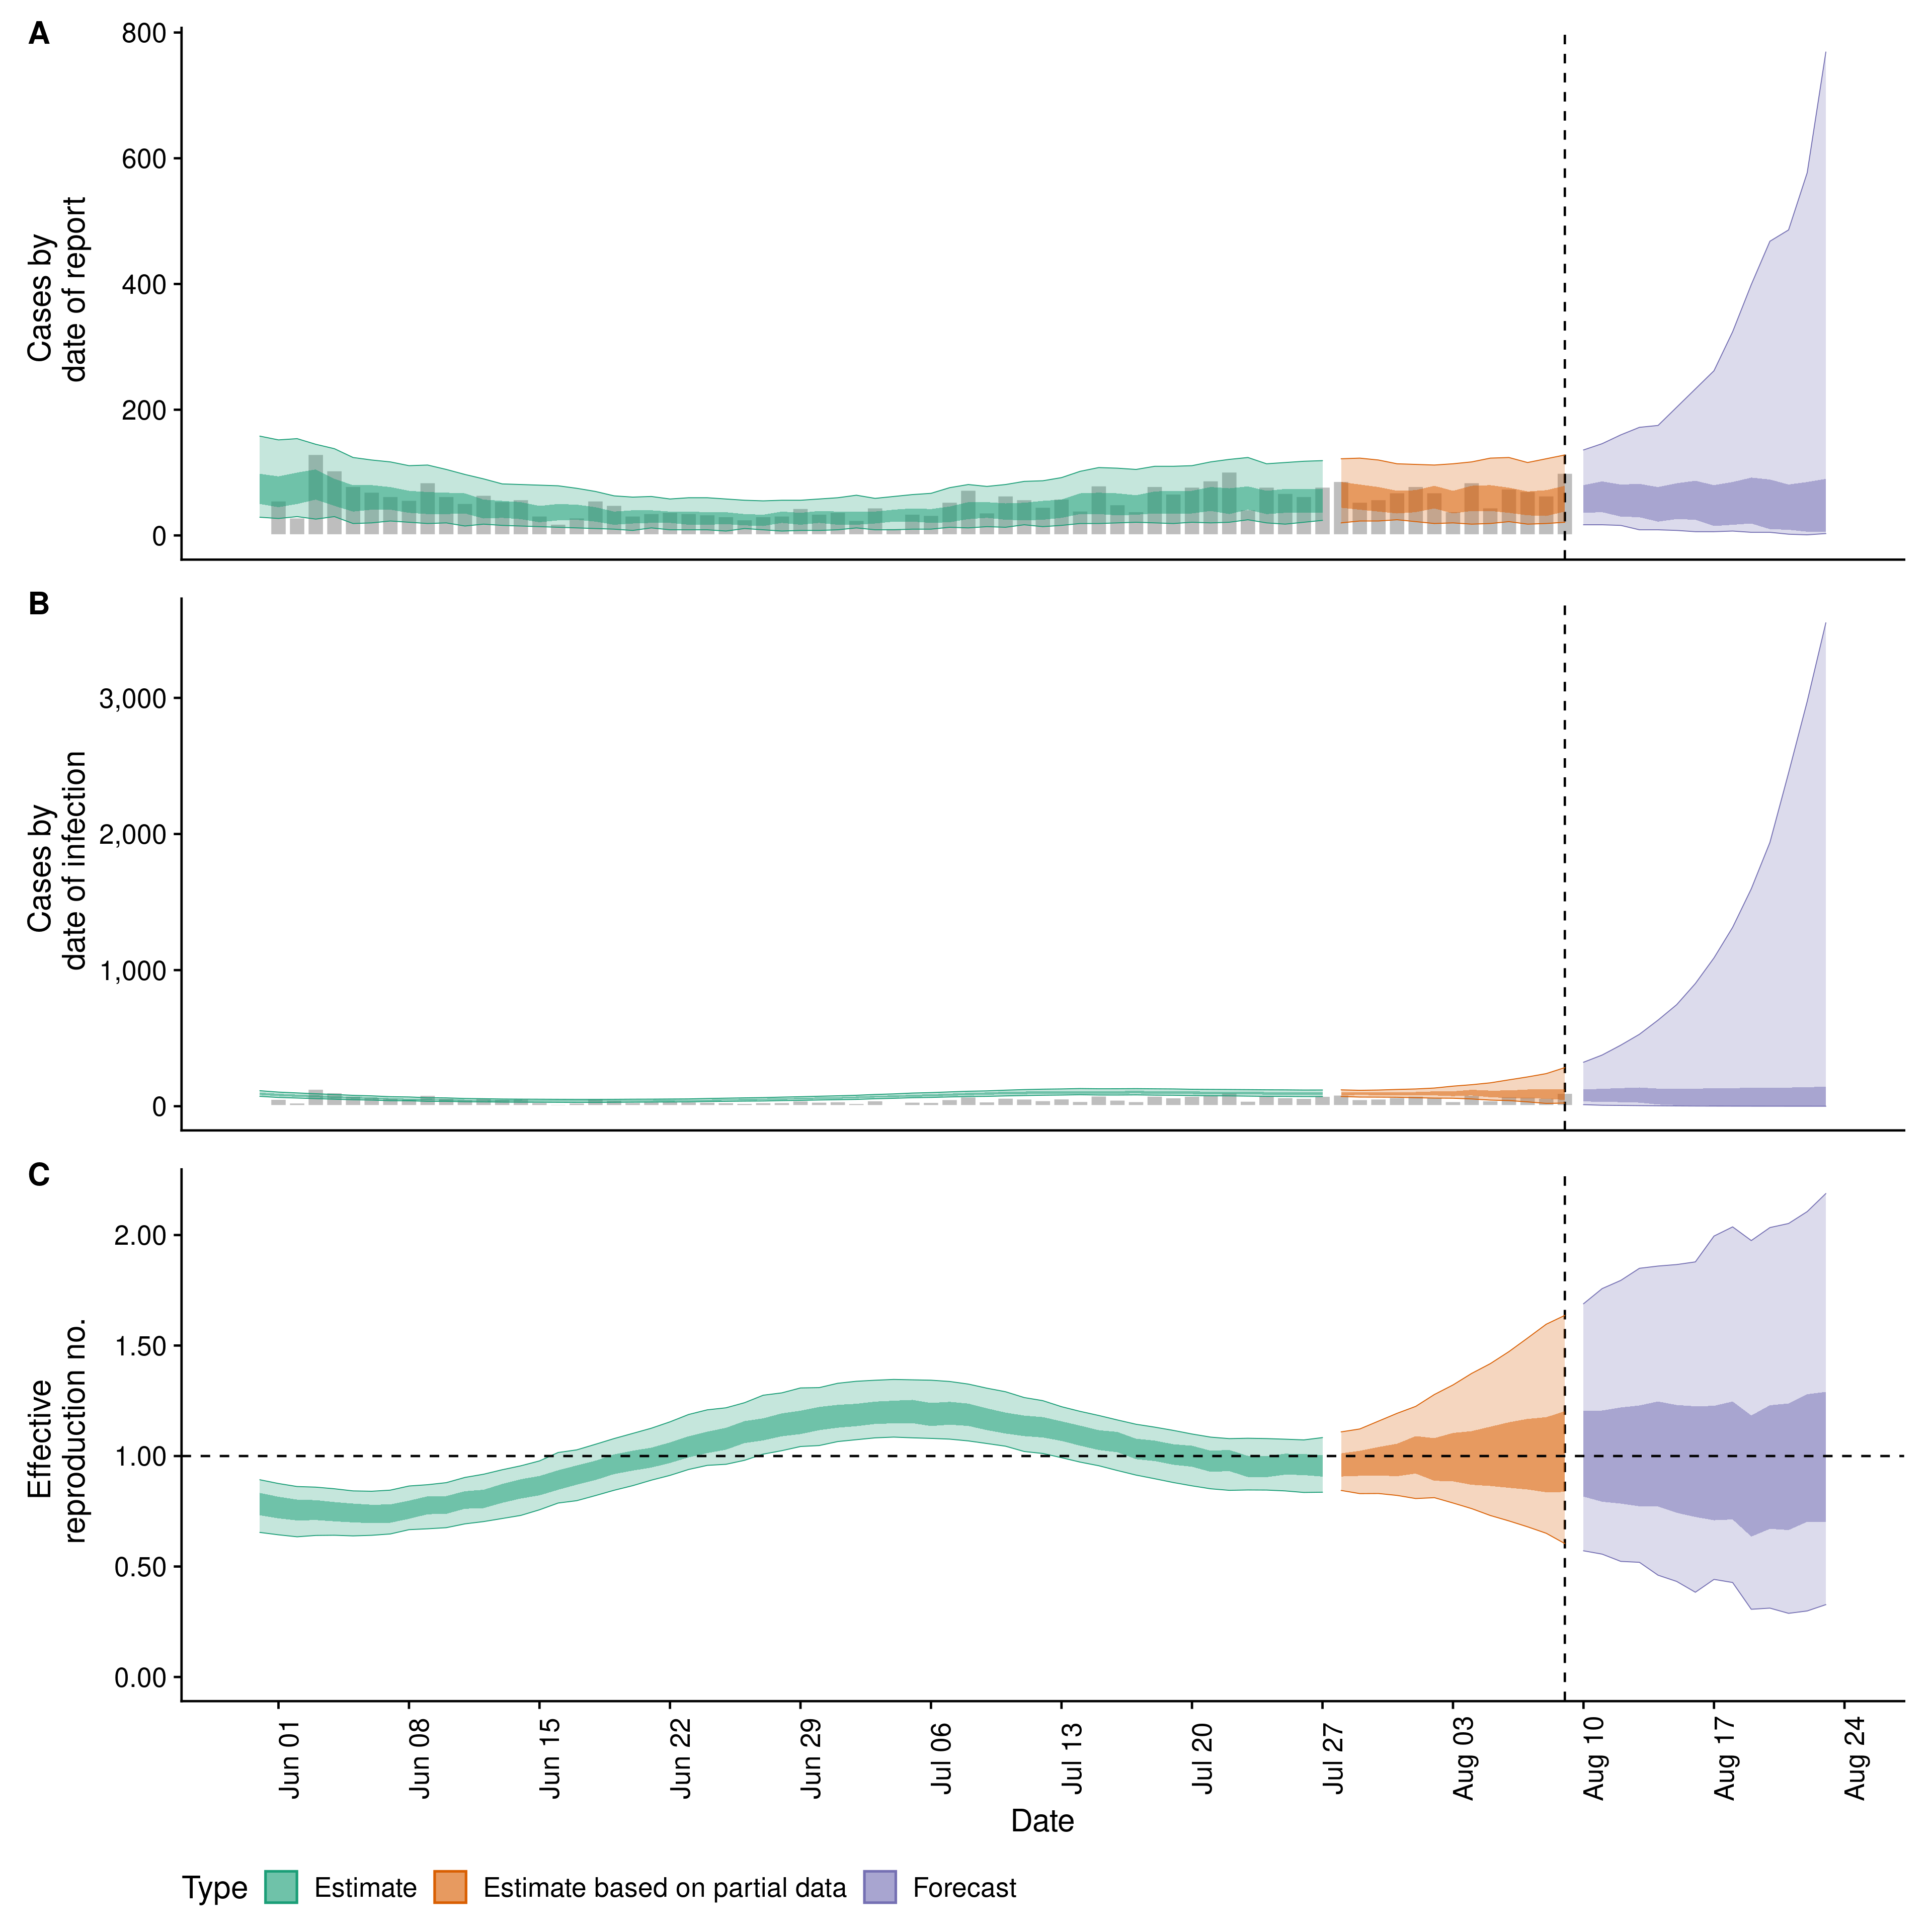 A
800
600
400
200
0
Cases by
date of report
B
3,000
2,000
1,000
0
Cases by
date of infection
C
2.00
1.50
1.00
0.50
0.00
Effective
reproduction no.
Jun 01
Jun 08
Jun 15
Jun 22
Jun 29
Jul 06
Jul 13
Jul 20
Jul 27
Aug 03
Aug 10
Aug 17
Aug 24
Date
Type Estimate Estimate based on partial data Forecast